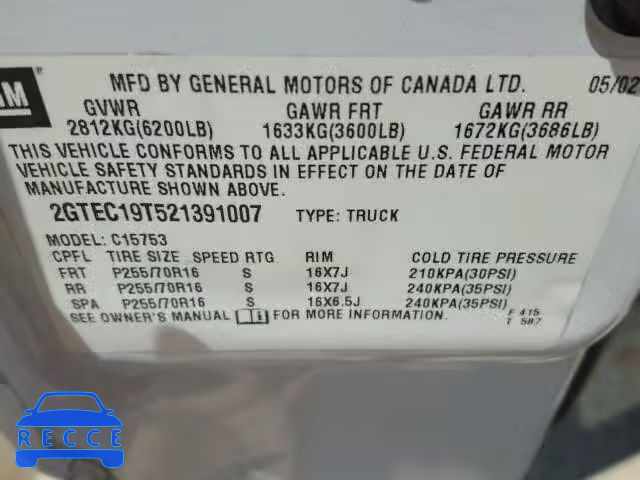 GM
MFD BY GENERAL MOTORS OF CANADA LTD. 05/02
GVWR GAWR FRT GAWR RR
2812KG(6200LB) 1633KG(3600LB) 1672KG(3686LB)
THIS VEHICLE CONFORMS TO ALL APPLICABLE U.S. FEDERAL MOTOR
VEHICLE SAFETY STANDARDS IN EFFECT ON THE DATE OF
MANUFACTURE SHOWN ABOVE.
2GTEC19T521391007 TYPE: TRUCK
MODEL: C15753
CPFL TIRE SIZE SPEED RTG RIM COLD TIRE PRESSURE
FRT P255/70R16 S 16X7J 210KPA(30PSI)
RR P255/70R16 S 16X7J 240KPA(35PSI)
SPA P255/70R16 S 16X6.5J 240KPA(35PSI)
SEE OWNER'S MANUAL FOR MORE INFORMATION.
F 415
T 587
RECCE